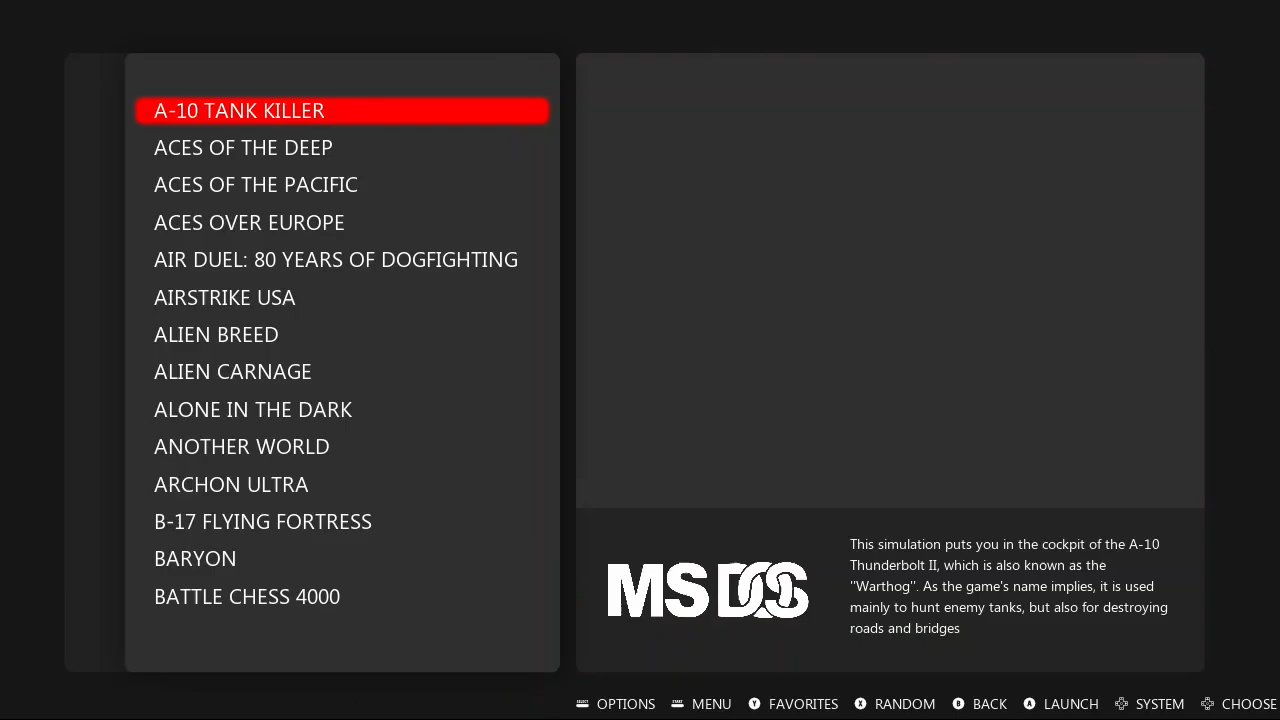 A-10 TANK KILLER
ACES OF THE DEEP
ACES OF THE PACIFIC
ACES OVER EUROPE
AIR DUEL: 80 YEARS OF DOGFIGHTING
AIRSTRIKE USA
ALIEN BREED
ALIEN CARNAGE
ALONE IN THE DARK
ANOTHER WORLD
ARCHON ULTRA
B-17 FLYING FORTRESS
BARYON
BATTLE CHESS 4000
MS DOS
This simulation puts you in the cockpit of the A-10
Thunderbolt II, which is also known as the
"Warthog". As the game's name implies, it is used
mainly to hunt enemy tanks, but also for destroying
roads and bridges
SELECT OPTIONS START MENU Y FAVORITES X RANDOM B BACK A LAUNCH SYSTEM CHOOSE